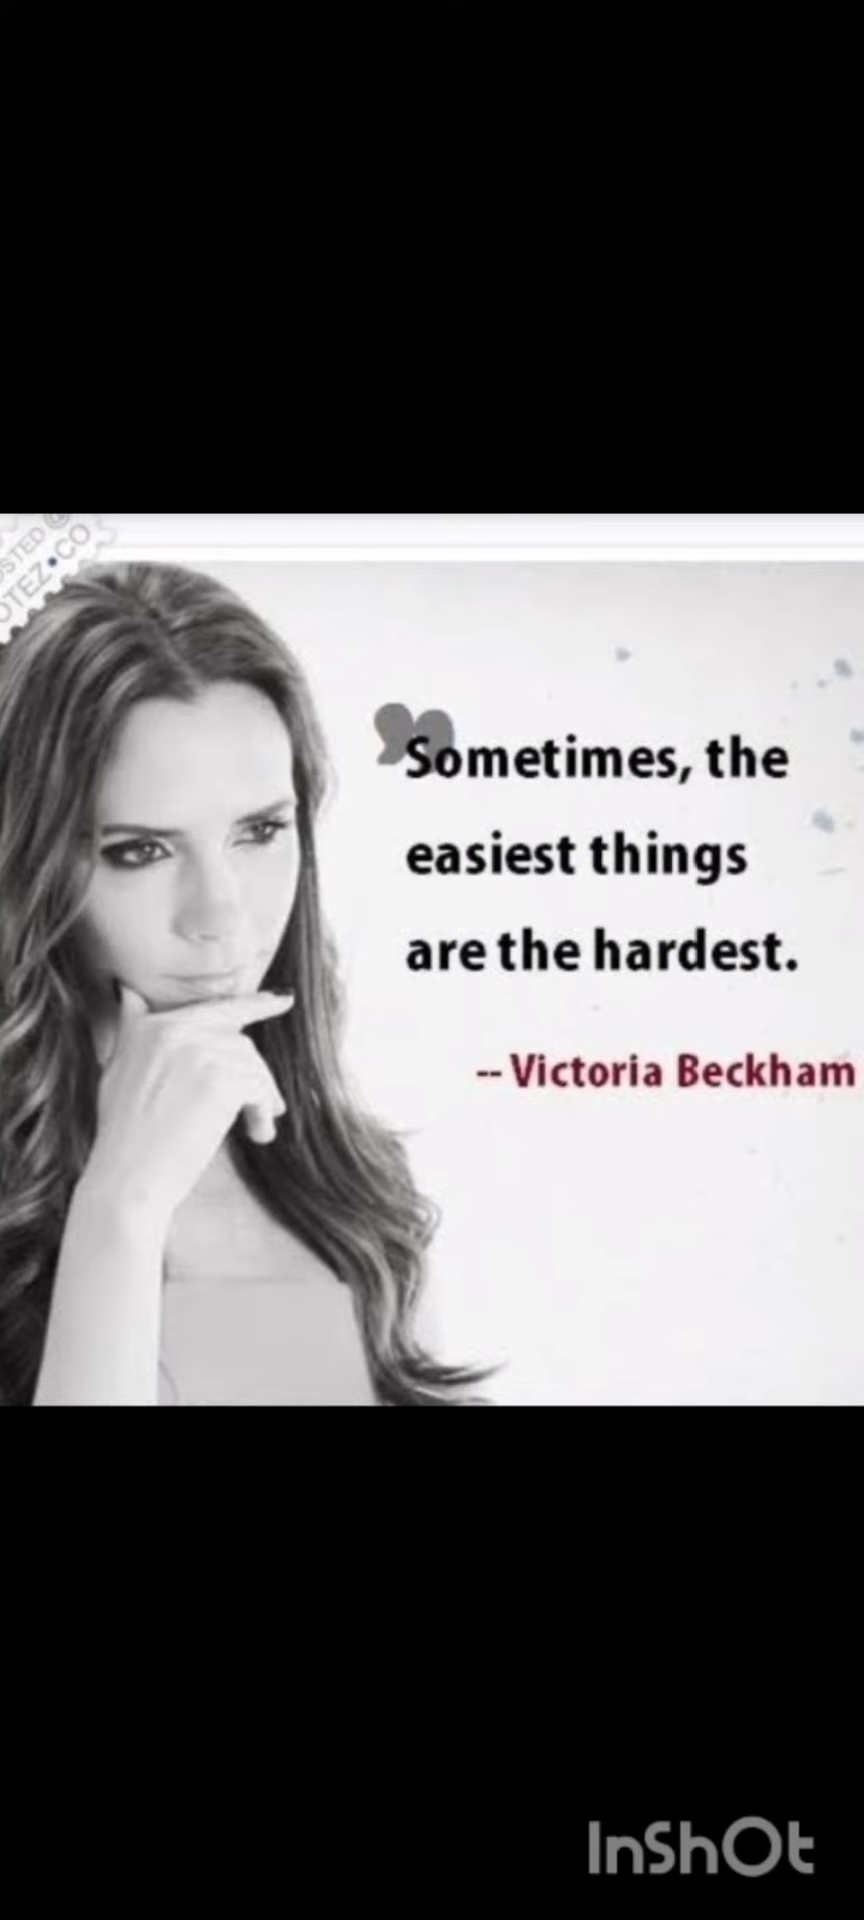 Sometimes, the
easiest things
are the hardest.
-- Victoria Beckham
InShOt